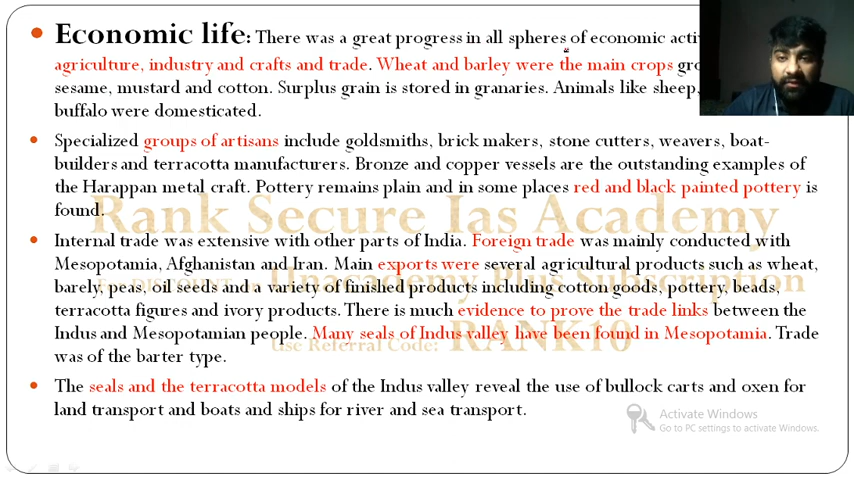 Economic life: There was a great progress in all spheres of economic
agriculture, industry and crafts and trade. Wheat and barley were the main crops
sesame, mustard and cotton. Surplus grain is stored in granaries. Animals like sheep,
buffalo were domesticated.
Specialized groups of artisans include goldsmiths, brick makers, stone cutters, weavers, boat-
builders and terracotta manufacturers. Bronze and copper vessels are the outstanding examples of
the Harappan metal craft. Pottery remains plain and in some places red and black painted pottery is
found.
Rank Secure Ias Academy
Internal trade was extensive with other parts of India. Foreign trade was mainly conducted with
Mesopotamia, Afghanistan and Iran. Main exports were several agricultural products such as wheat,
Unacademy Plus Subscription
barely, peas, oil seeds and a variety of finished products including cotton goods, pottery, beads,
terracotta figures and ivory products. There is much evidence to prove the trade links between the
Indus and Mesopotamian people. Many seals of Indus valley have been found in Mesopotamia. Trade
Use Referral Code: RANK10
was of the barter type.
The seals and the terracotta models of the Indus valley reveal the use of bullock carts and oxen for
land transport and boats and ships for river and sea transport.
Activate Windows
Go to PC settings to activate Windows.